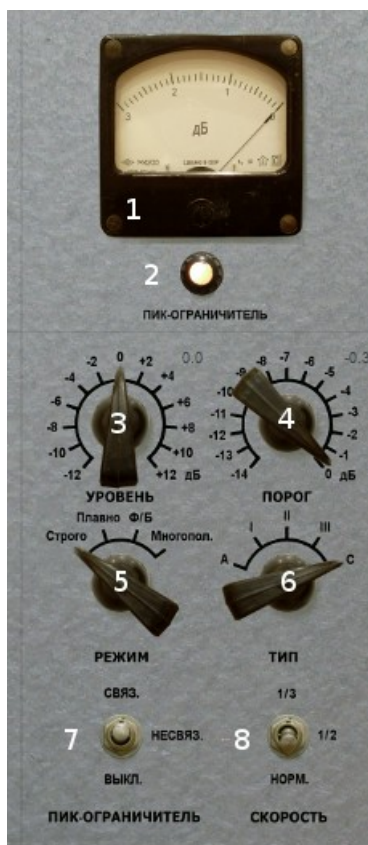 3 2 1 0
дБ
1
2
ПИК-ОГРАНИЧИТЕЛЬ
-4 -2 0 +2 +4 0.0
-6 +6
-8 3 +8
-10 +10
-12 +12 дБ
УРОВЕНЬ
-9 -8 -7 -6 -5 -4 -0.3
-10 -3
-11 4 -2
-12
-13 -1
-14 0 дБ
ПОРОГ
Строго Плавно Ф/Б Многопол.
5
РЕЖИМ
A I II III C
6
ТИП
СВЯЗ.
7 НЕСВЯЗ.
ВЫКЛ.
ПИК-ОГРАНИЧИТЕЛЬ
1/3
8 1/2
НОРМ.
СКОРОСТЬ